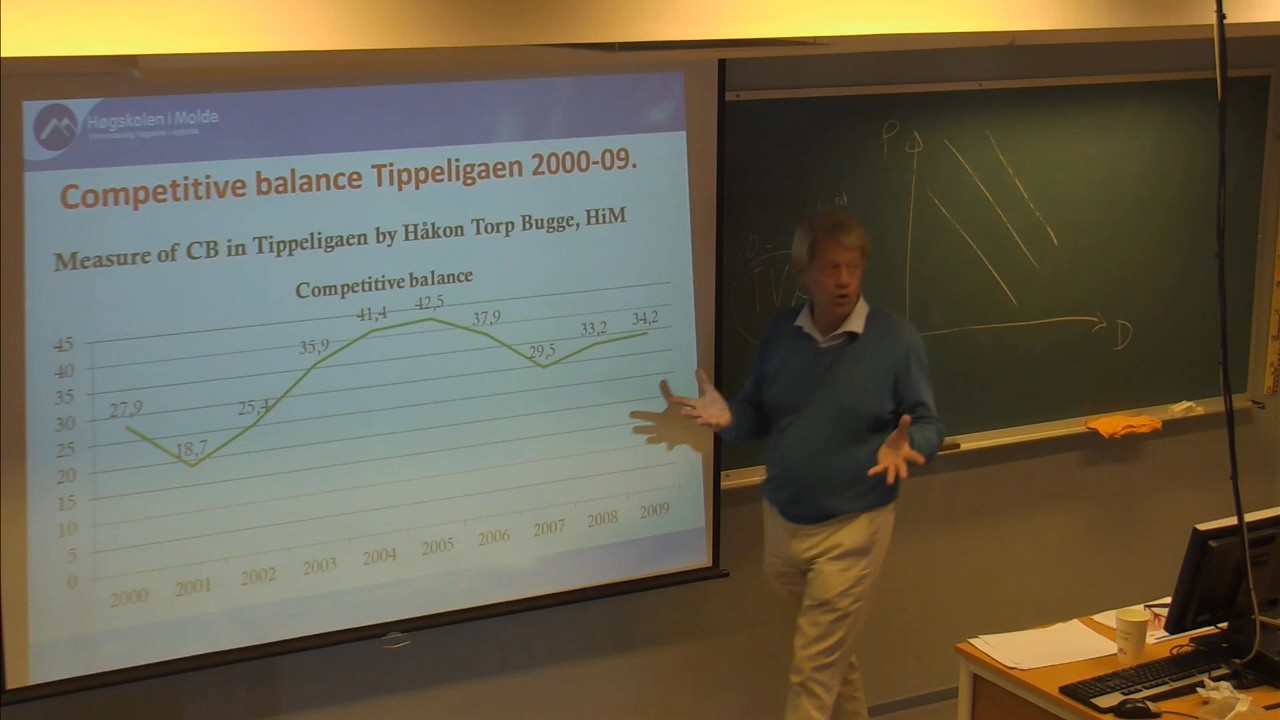 Høgskolen i Molde
Competitive balance Tippeligaen 2000-09.
Measure of CB in Tippeligaen by Håkon Torp Bugge, HiM
Competitive balance
45
40
35
30
25
20
15
10
5
0
27,9
18,7
25,4
35,9
41,4
42,5
37,9
29,5
33,2
34,2
2000 2001 2002 2003 2004 2005 2006 2007 2008 2009
P
D
TV